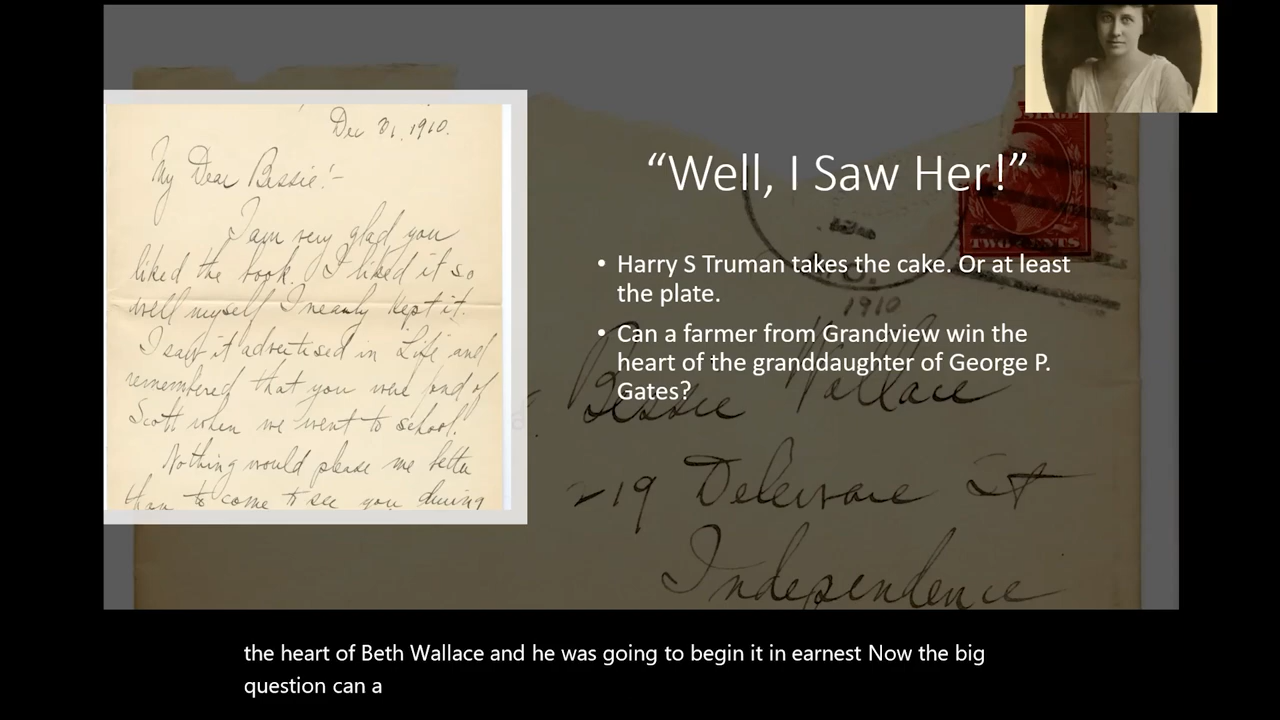 Dec 31, 1910.
My Dear Bessie:-
I am very glad you
liked the book. I liked it so
well myself I nearly kept it.
I saw it advertised in Life and
remembered that you were fond of
Scott when we went to school.
Nothing would please me better
than to come to see you during
“Well, I Saw Her!”
• Harry S Truman takes the cake. Or at least
the plate.
• Can a farmer from Grandview win the
heart of the granddaughter of George P.
Gates?
TWO CENTS
1910
Bessie Wallace
219 Delaware St
Independence
the heart of Beth Wallace and he was going to begin it in earnest Now the big
question can a